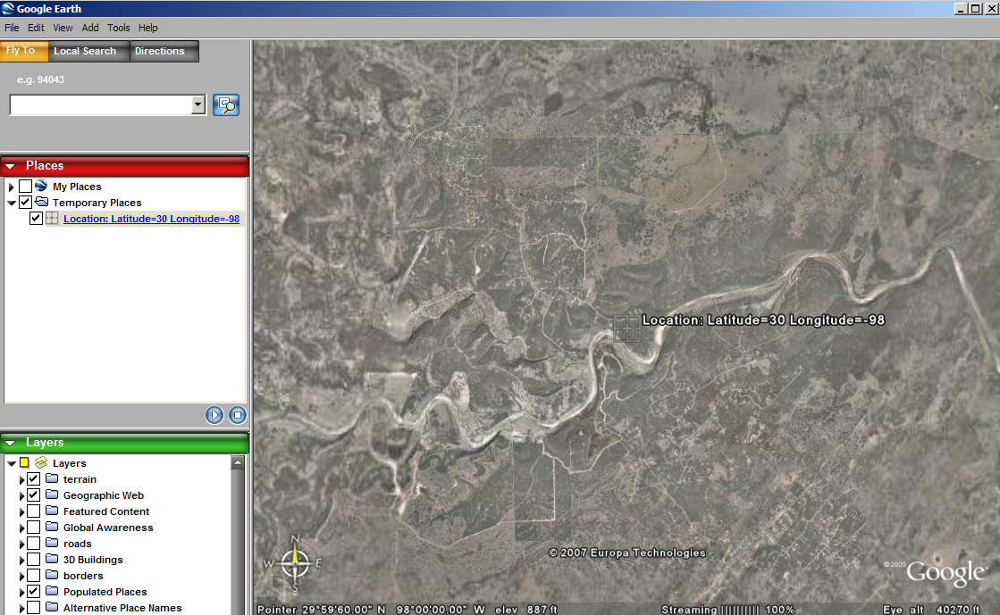 Google Earth
File Edit View Add Tools Help
Fly To Local Search Directions
e.g. 94043
Places
My Places
Temporary Places
Location: Latitude=30 Longitude=-98
Layers
Layers
terrain
Geographic Web
Featured Content
Global Awareness
roads
3D Buildings
borders
Populated Places
Alternative Place Names
Location: Latitude=30 Longitude=-98
N
W E
S
© 2007 Europa Technologies
© 2005 Google
Pointer 29°59'60.00" N 98°00'00.00" W elev 887 ft Streaming |||||||||| 100% Eye alt 40270 ft